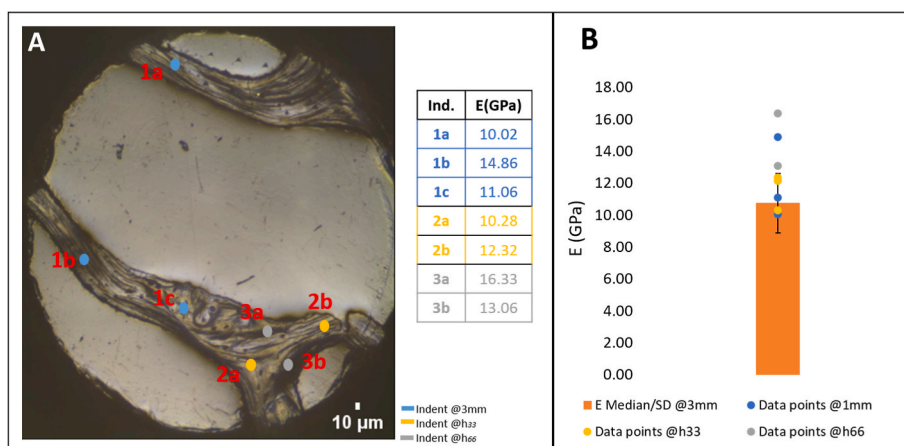 A
1a
1b
1c
3a
2b
2a
3b
10 µm
Ind. E(GPa)
1a 10.02
1b 14.86
1c 11.06
2a 10.28
2b 12.32
3a 16.33
3b 13.06
Indent @3mm
Indent @h33
Indent @h66
B
E (GPa)
18.00
16.00
14.00
12.00
10.00
8.00
6.00
4.00
2.00
0.00
E Median/SD @3mm
Data points @1mm
Data points @h33
Data points @h66